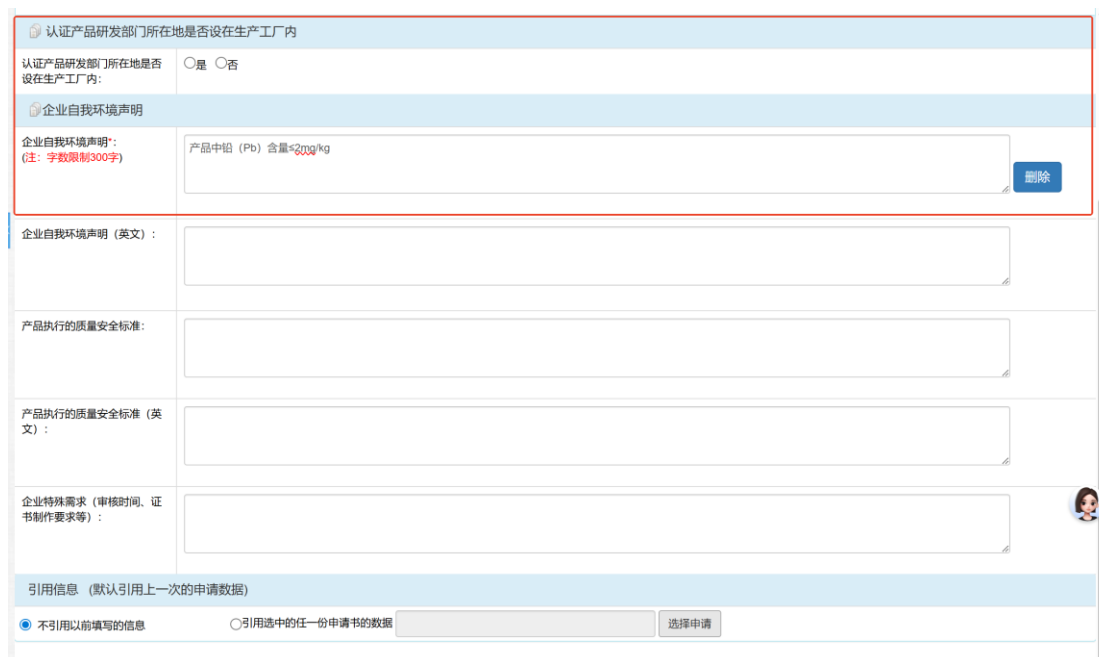 认证产品研发部门所在地是否设在生产工厂内
认证产品研发部门所在地是否
设在生产工厂内：
是 否
企业自我环境声明
企业自我环境声明*：
(注：字数限制300字)
产品中铅（Pb）含量≤2mg/kg
删除
企业自我环境声明（英文）：
产品执行的质量安全标准：
产品执行的质量安全标准（英
文）：
企业特殊需求（审核时间、证
书制作要求等）：
引用信息 (默认引用上一次的申请数据)
不引用以前填写的信息 引用选中的任一份申请书的数据 选择申请